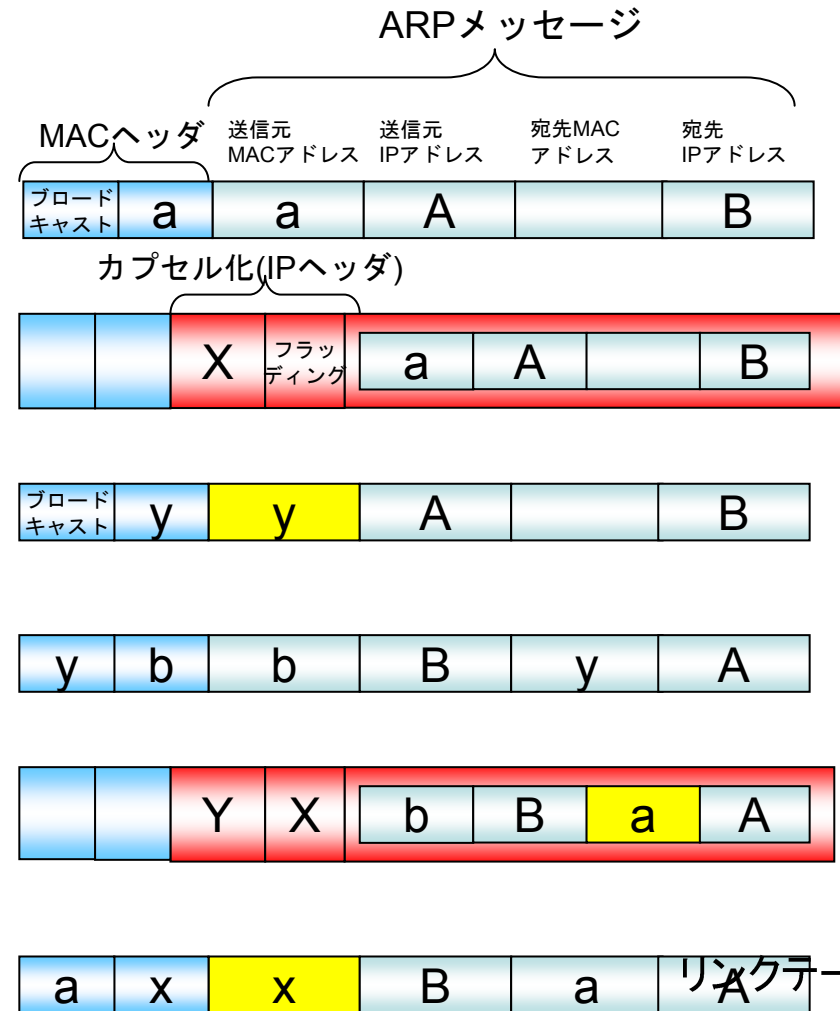 ARPメッセージ
MACヘッダ
送信元
MACアドレス
送信元
IPアドレス
宛先MAC
アドレス
宛先
IPアドレス
ブロード
キャスト
a a A B
カプセル化(IPヘッダ)
X
フラッ
ディング
a A B
ブロード
キャスト
y y A B
y b b B y A
Y X b B a A
a x x B a A
リンクテー